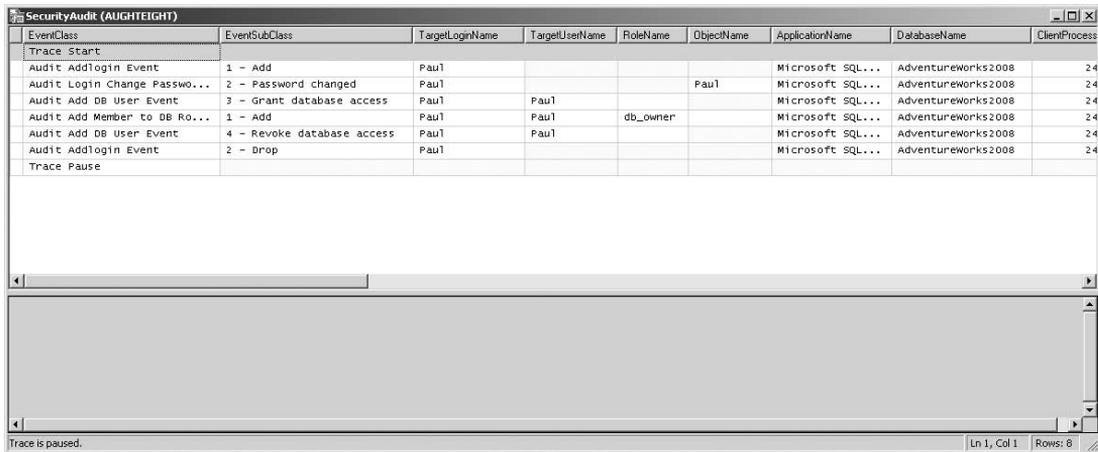 SecurityAudit (AUGHTEIGHT)
EventClass EventSubClass TargetLoginName TargetUserName RoleName ObjectName ApplicationName DatabaseName ClientProcess
Trace Start
Audit Addlogin Event 1 - Add Paul Microsoft SQL... AdventureWorks2008 24
Audit Login Change Passwo... 2 - Password changed Paul Paul Microsoft SQL... AdventureWorks2008 24
Audit Add DB User Event 3 - Grant database access Paul Paul Microsoft SQL... AdventureWorks2008 24
Audit Add Member to DB Ro... 1 - Add Paul Paul db_owner Microsoft SQL... AdventureWorks2008 24
Audit Add DB User Event 4 - Revoke database access Paul Paul Microsoft SQL... AdventureWorks2008 24
Audit Addlogin Event 2 - Drop Paul Microsoft SQL... AdventureWorks2008 24
Trace Pause
Trace is paused. Ln 1, Col 1 Rows: 8